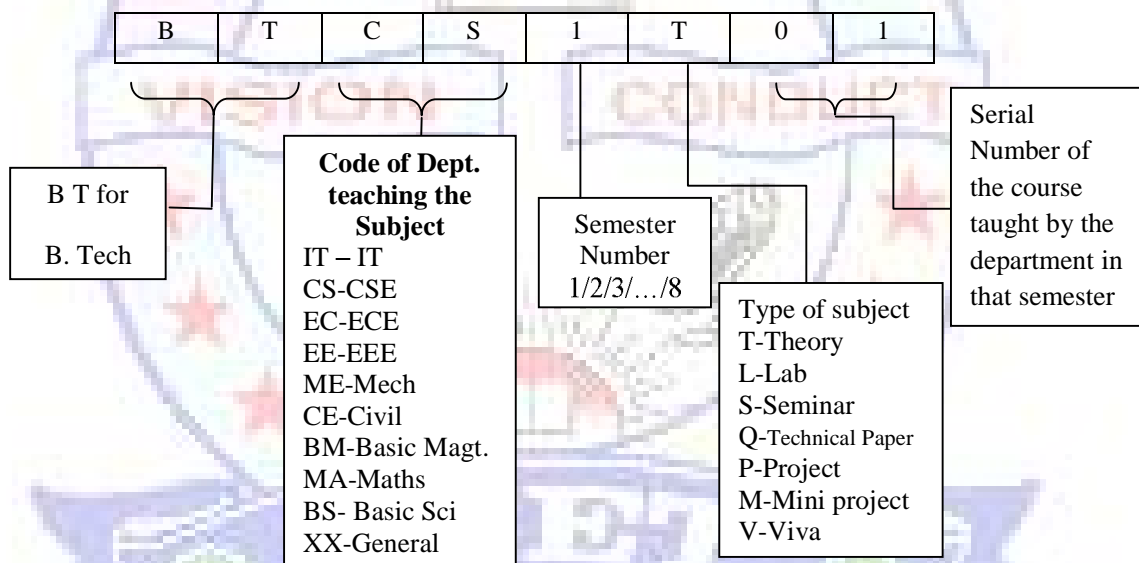 B T C S 1 T 0 1
VISION CONDUCT
B T for
B. Tech
Code of Dept.
teaching the
Subject
IT – IT
CS-CSE
EC-ECE
EE-EEE
ME-Mech
CE-Civil
BM-Basic Magt.
MA-Maths
BS- Basic Sci
XX-General
Semester
Number
1/2/3/…/8
Type of subject
T-Theory
L-Lab
S-Seminar
Q-Technical Paper
P-Project
M-Mini project
V-Viva
Serial
Number of
the course
taught by the
department in
that semester